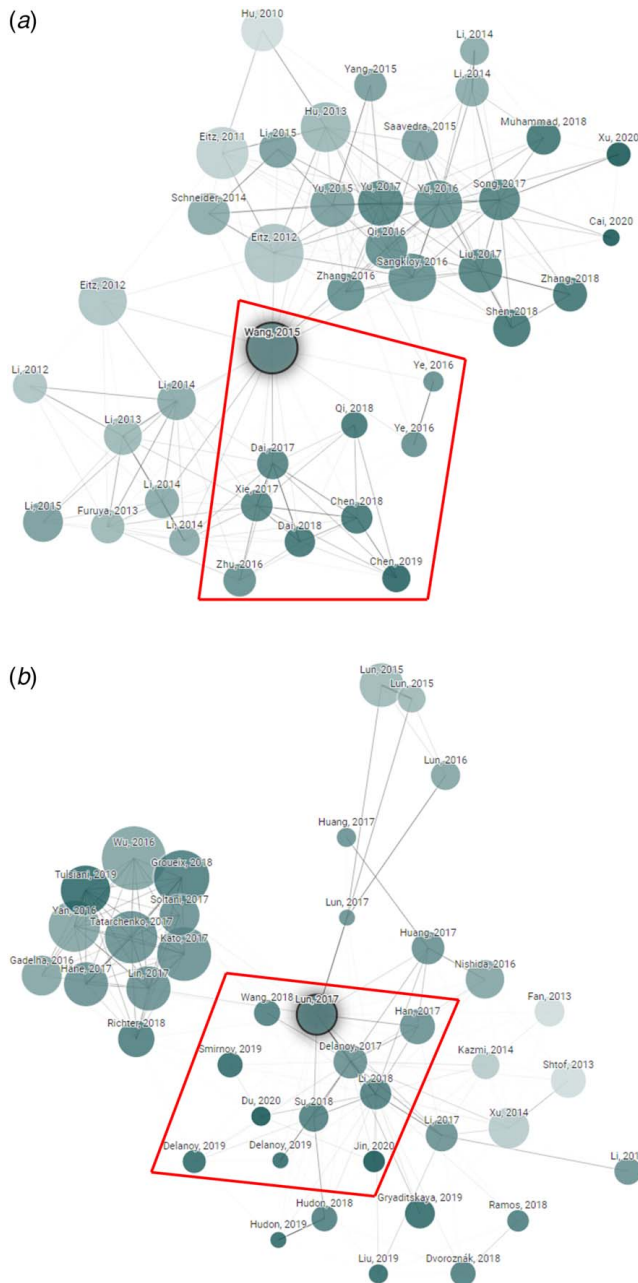 (a)
Hu, 2010
Li, 2014
Yang, 2015
Li, 2014
Hu, 2013
Saavedra, 2015
Muhammad, 2018
Eitz, 2011
Li, 2015
Xu, 2020
Schneider, 2014
Yu, 2015
Yu, 2017
Yu, 2016
Song, 2017
Cai, 2020
Eitz, 2012
Qi, 2016
Sangkloy, 2016
Liu, 2017
Eitz, 2012
Zhang, 2016
Zhang, 2018
Shen, 2018
Wang, 2015
Ye, 2016
Li, 2012
Li, 2014
Qi, 2018
Ye, 2016
Li, 2013
Dai, 2017
Li, 2015
Furuya, 2013
Li, 2014
Xie, 2017
Chen, 2018
Li, 2014
Dai, 2018
Zhu, 2016
Chen, 2019
(b)
Lun, 2015
Lun, 2015
Lun, 2016
Huang, 2017
Wu, 2016
Groueix, 2018
Tulsiani, 2019
Soltani, 2017
Yan, 2016
Tatarchenko, 2017
Lun, 2017
Kato, 2017
Huang, 2017
Gadelha, 2016
Hane, 2017
Lin, 2017
Nishida, 2016
Wang, 2018
Lun, 2017
Han, 2017
Fan, 2013
Richter, 2018
Smirnov, 2019
Delanoy, 2017
Kazmi, 2014
Shtof, 2013
Li, 2018
Du, 2020
Su, 2018
Li, 2017
Xu, 2014
Delanoy, 2019
Delanoy, 2019
Jin, 2020
Li, 201
Hudon, 2018
Gryaditskaya, 2019
Ramos, 2018
Hudon, 2019
Liu, 2019
Dvorožnák, 2018